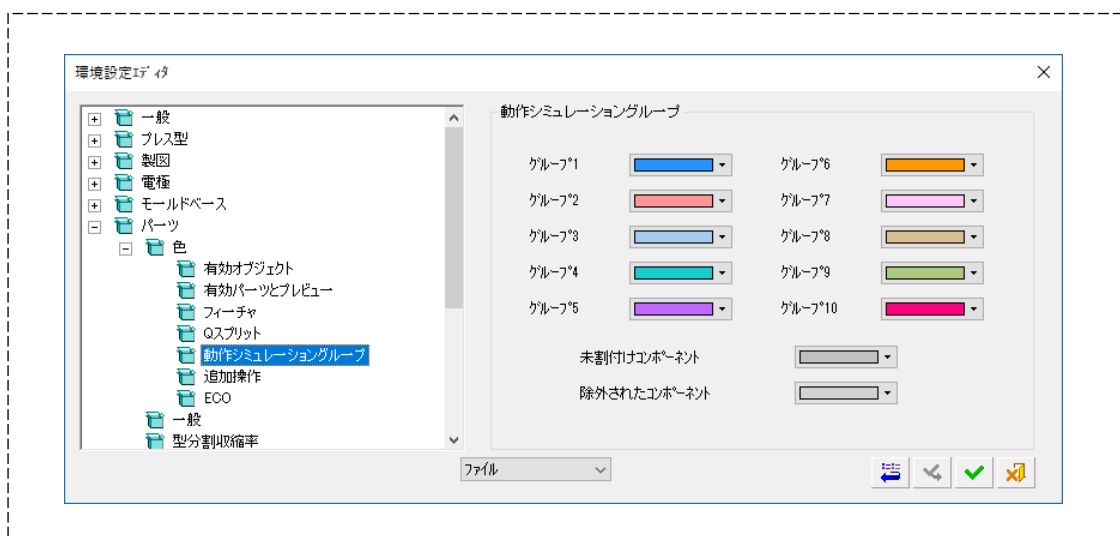 環境設定ｴﾃﾞｨﾀ
一般
プレス型
製図
電極
モールドベース
パーツ
色
有効オブジェクト
有効パーツとプレビュー
フィーチャ
Qスプリット
動作シミュレーショングループ
追加操作
ECO
一般
型分割収縮率
動作シミュレーショングループ
ｸﾞﾙｰﾌﾟ1 ｸﾞﾙｰﾌﾟ6
ｸﾞﾙｰﾌﾟ2 ｸﾞﾙｰﾌﾟ7
ｸﾞﾙｰﾌﾟ3 ｸﾞﾙｰﾌﾟ8
ｸﾞﾙｰﾌﾟ4 ｸﾞﾙｰﾌﾟ9
ｸﾞﾙｰﾌﾟ5 ｸﾞﾙｰﾌﾟ10
未割付けｺﾝﾎﾟｰﾈﾝﾄ
除外されたｺﾝﾎﾟｰﾈﾝﾄ
ﾌｧｲﾙ